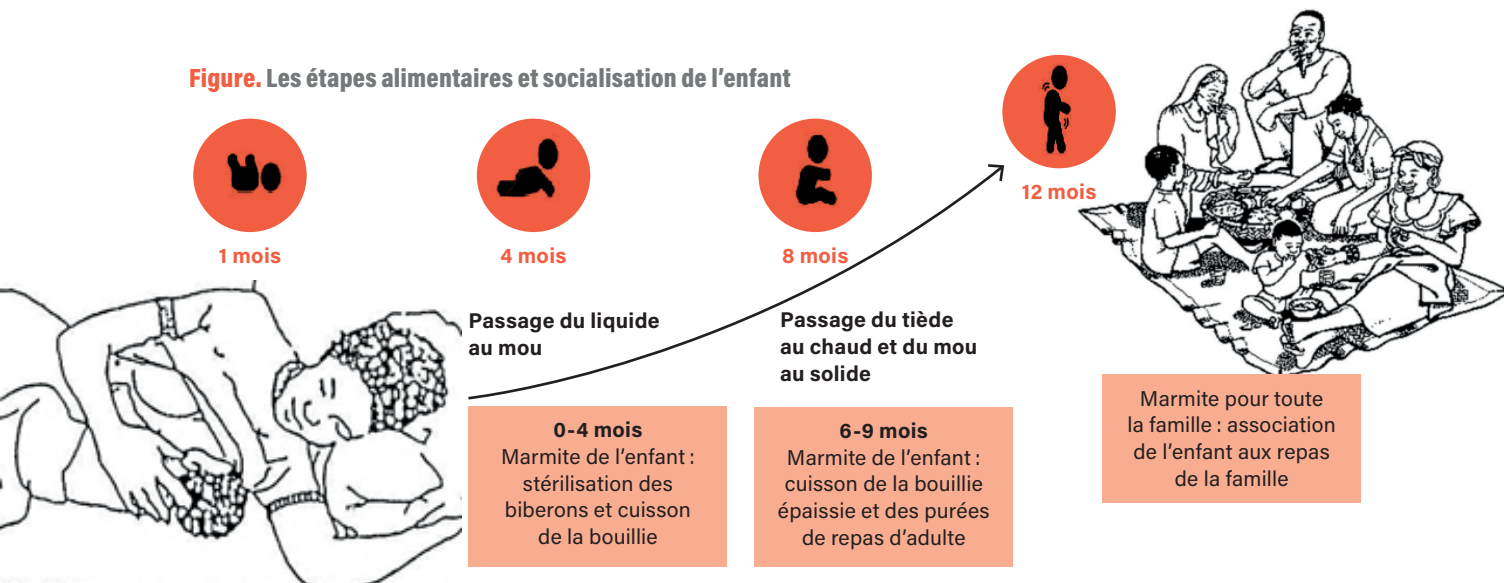 Figure. Les étapes alimentaires et socialisation de l’enfant
1 mois
4 mois
8 mois
12 mois
Passage du liquide
au mou
Passage du tiède
au chaud et du mou
au solide
0-4 mois
Marmite de l’enfant :
stérilisation des
biberons et cuisson
de la bouillie
6-9 mois
Marmite de l’enfant :
cuisson de la bouillie
épaissie et des purées
de repas d'adulte
Marmite pour toute
la famille : association
de l’enfant aux repas
de la famille